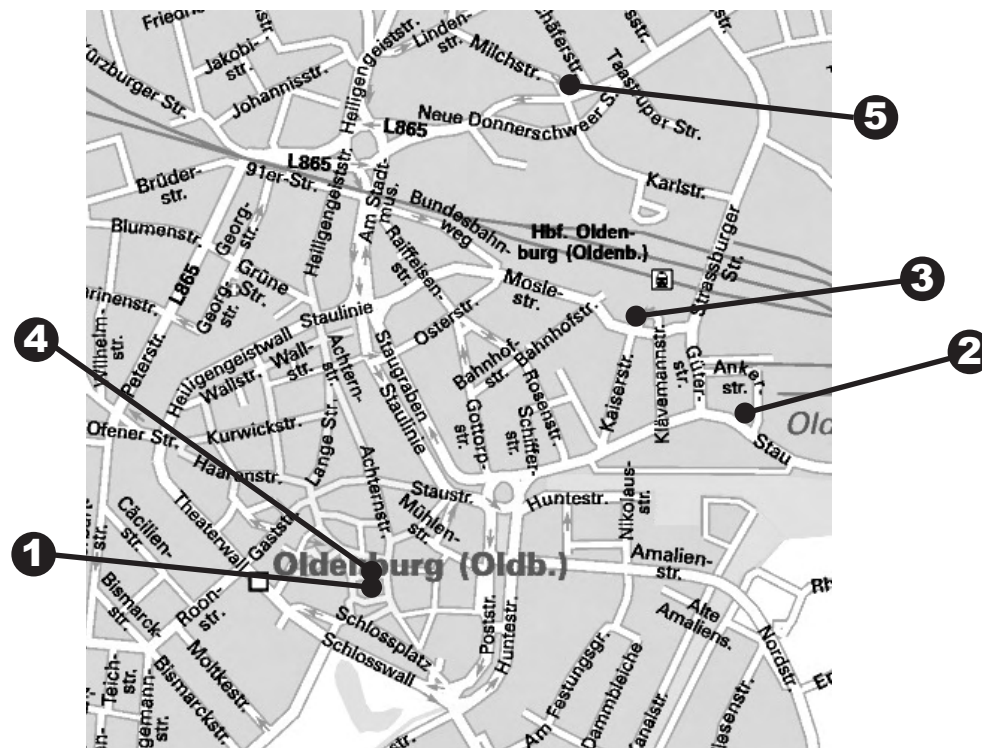 Linden-
str.
Milchstr.
Jakobi-
str.
Johannisstr.
Heiligengeiststr.
Taastruper Str.
5
L865
Neue Donnerschweer S
L865
91er-Str.
Brüder-
str.
Karlstr.
Heiligengeiststr.
Am Stadt-
mus.
Bundesbahn-
weg
Hbf. Olden-
burg (Oldenb.)
Blumenstr.
Georg-
str.
Raiffeisen-
str.
Strassburger
Str.
Grüne
Str.
L865
Georg-
str.
Mosle-
str.
3
Staulinie
Osterstr.
Wilhelm-
str.
Peterstr.
Heiligengeistwall
Wall-
str.
Wallstr.
Achtern-
str.
Staugraben
Staulinie
Bahnhofstr.
Bahnhof-
str.
Rosenstr.
Kaiserstr.
Klävemannstr.
Güter-
str.
Anker-
str.
2
4
Ofener Str.
Kurwickstr.
Lange Str.
Gottorp-
str.
Schiffer-
str.
Stau
Old
Haarenstr.
Achternstr.
Staustr.
Mühlen-
str.
Huntestr.
Nikolaus-
str.
Cäcilien-
str.
Theaterwall
Gaststr.
1
Oldenburg (Oldb.)
Amalien-
str.
Bismarck-
str.
Roon-
str.
Alte
Amaliens.
Schlossplatz
Schlosswall
Poststr.
Huntestr.
Nordstr.
Teich-
str.
Moltkestr.
Bismarckstr.
Am Festungsgr.
Dammbleiche